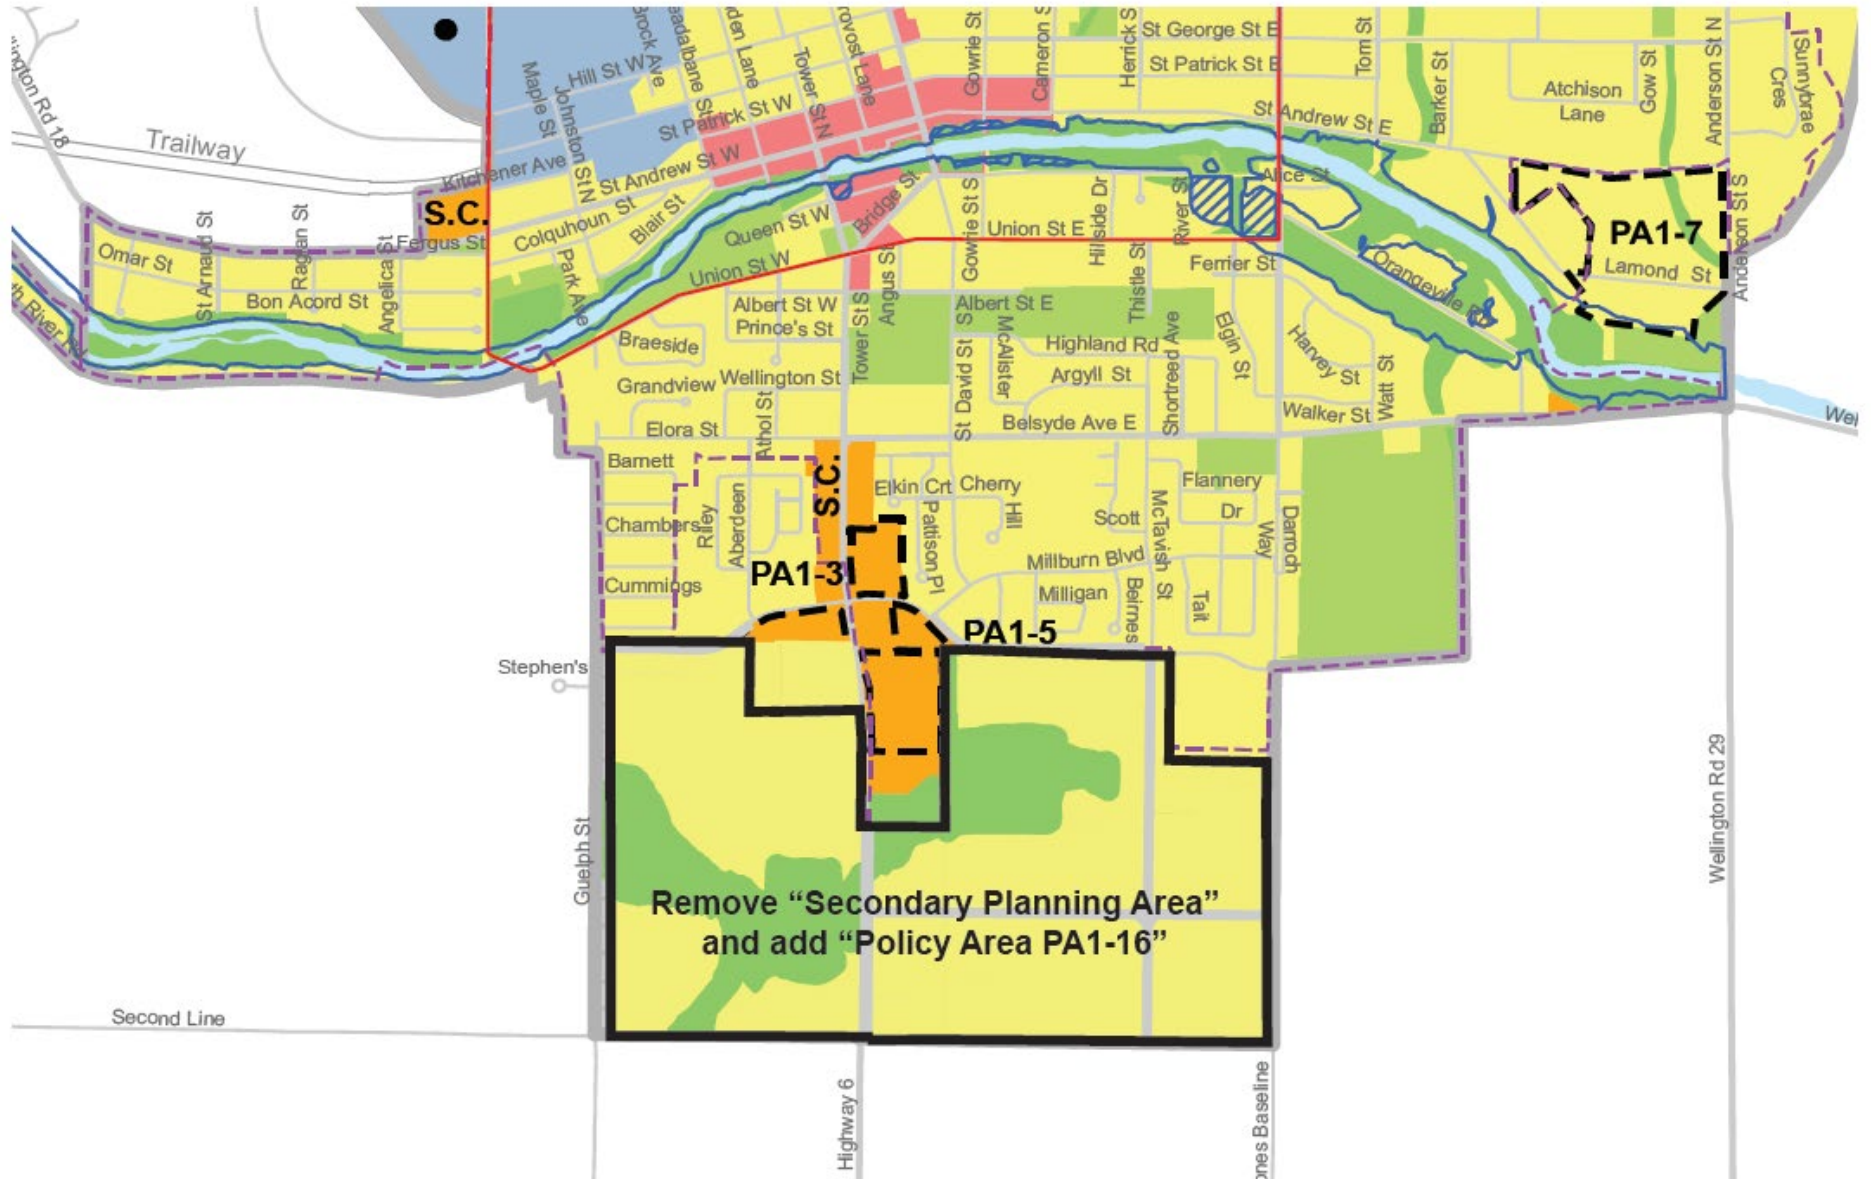 St George St E
St Patrick St E
Hill St W
Brock Ave
Tower St N
Gowrie St
Tom St
Barker St
Atchison
Lane
Gow St
Anderson St N
Sunnybrae
Cres
Maple St
Johnston St N
St Patrick St W
St Andrew St E
Trailway
Kitchener Ave
St Andrew St W
Alice St
S.C.
Fergus St
Colquhoun St
Blair St
Queen St W
Bridge St
Gowrie St S
Union St E
Hillside Dr
PA1-7
Lamond St
Anderson St S
Omar St
St Arnaud St
Ragan St
Angelica St
Bon Acord St
Park Ave
Union St W
Angus St
Thistle St
Ferrier St
Orangeville Rd
Albert St W
Prince's St
Albert St E
Braeside
Tower St S
St David St S
McAlister
Highland Rd
Argyll St
Shortreed Ave
Elgin St
Harvey St
Watt St
Grandview
Wellington St
Elora St
Athol St
Belsyde Ave E
Walker St
Barnett
Chambers
Cummings
Riley
Aberdeen
S.C.
Elkin Crt
Cherry
Hill
Pattison Pl
Scott
McTavish St
Flannery
Dr
Way
Darroch
Millburn Blvd
Milligan
Beirness
Tait
PA1-3
PA1-5
Stephen's
Guelph St
Wellington Rd 29
Remove “Secondary Planning Area”
and add “Policy Area PA1-16”
Second Line
Highway 6